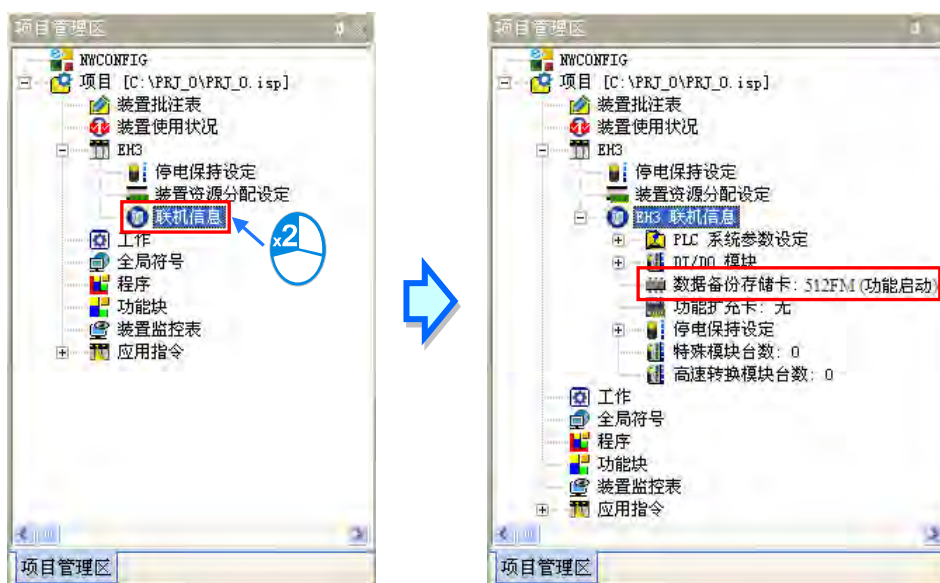 项目管理区
NWCONFIG
项目 [C:\PRJ_0\PRJ_0.isp]
装置批注表
装置使用状况
EH3
停电保持设定
装置资源分配设定
联机信息
x2
工作
全局符号
程序
功能块
装置监控表
应用指令
项目管理区
项目管理区
NWCONFIG
项目 [C:\PRJ_0\PRJ_0.isp]
装置批注表
装置使用状况
EH3
停电保持设定
装置资源分配设定
EH3 联机信息
PLC 系统参数设定
DI/DO 模块
数据备份存储卡: 512FM (功能启动)
功能扩充卡: 无
停电保持设定
特殊模块台数: 0
高速转换模块台数: 0
工作
全局符号
程序
功能块
装置监控表
应用指令
项目管理区